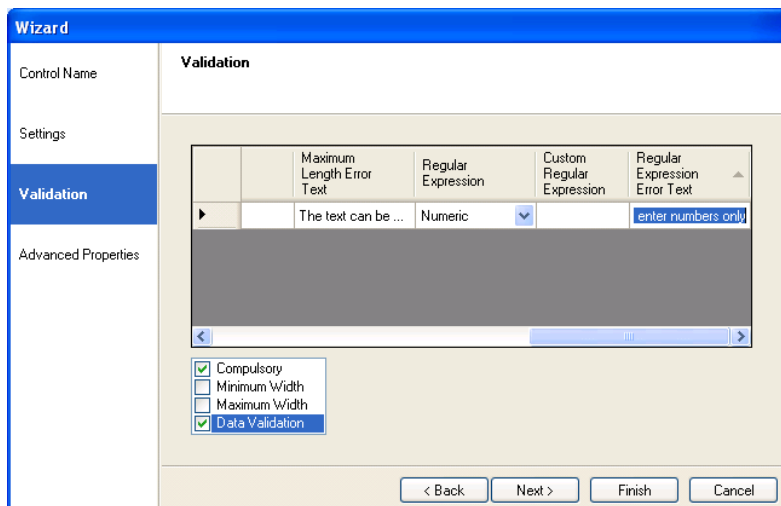 Wizard
Control Name
Settings
Validation
Advanced Properties
Validation
Maximum
Length Error
Text
Regular
Expression
Custom
Regular
Expression
Regular
Expression
Error Text
The text can be ...
Numeric
enter numbers only
Compulsory
Minimum Width
Maximum Width
Data Validation
< Back
Next >
Finish
Cancel